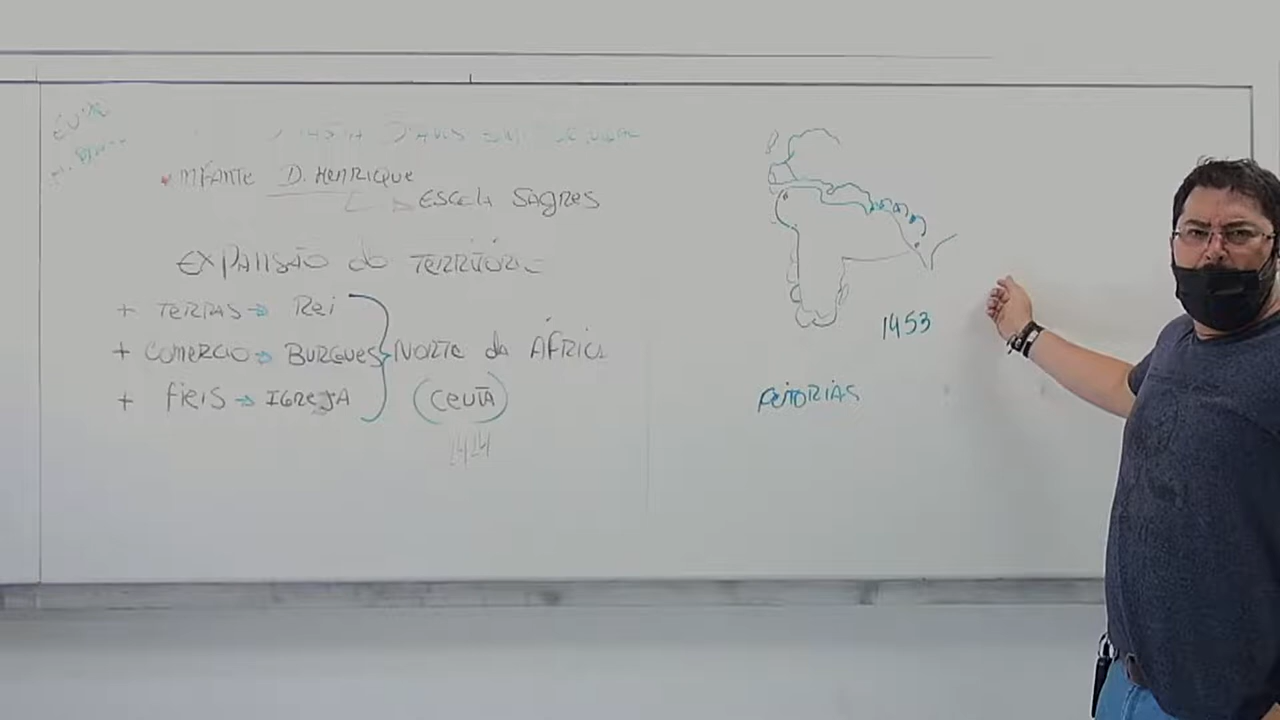 INFANTE D. HENRIQUE
ESCOLA SAGRES
EXPANSÃO do TERRITÓRIO
+ TERRAS → Rei
+ COMERCIO → BURGUES
NORTE da ÁFRICA
+ FIEIS → IGREJA
(CEUTA)
1414
1453
FEITORIAS